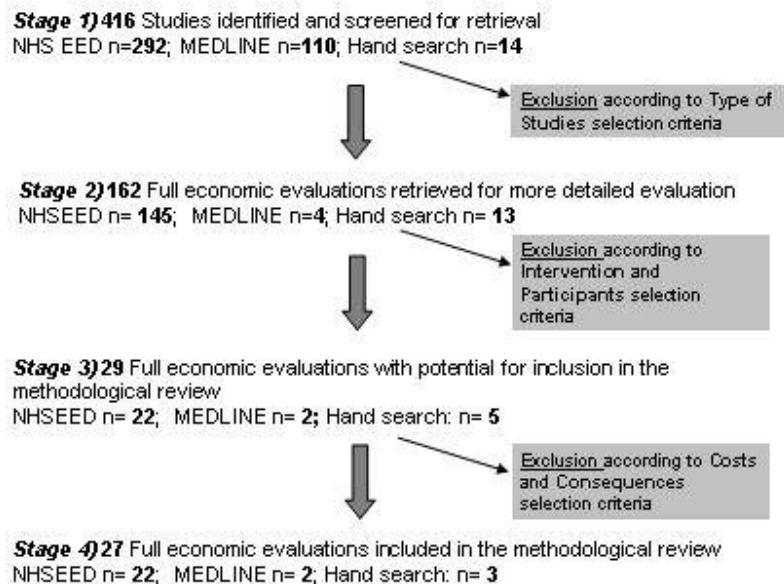 Stage 1) 416 Studies identified and screened for retrieval
NHS EED n=292; MEDLINE n=110; Hand search n=14
Exclusion according to Type of
Studies selection criteria
Stage 2) 162 Full economic evaluations retrieved for more detailed evaluation
NHSEED n= 145; MEDLINE n=4; Hand search n= 13
Exclusion according to
Intervention and
Participants selection
criteria
Stage 3) 29 Full economic evaluations with potential for inclusion in the
methodological review
NHSEED n= 22; MEDLINE n= 2; Hand search: n= 5
Exclusion according to Costs
and Consequences
selection criteria
Stage 4) 27 Full economic evaluations included in the methodological review
NHSEED n= 22; MEDLINE n= 2; Hand search: n= 3